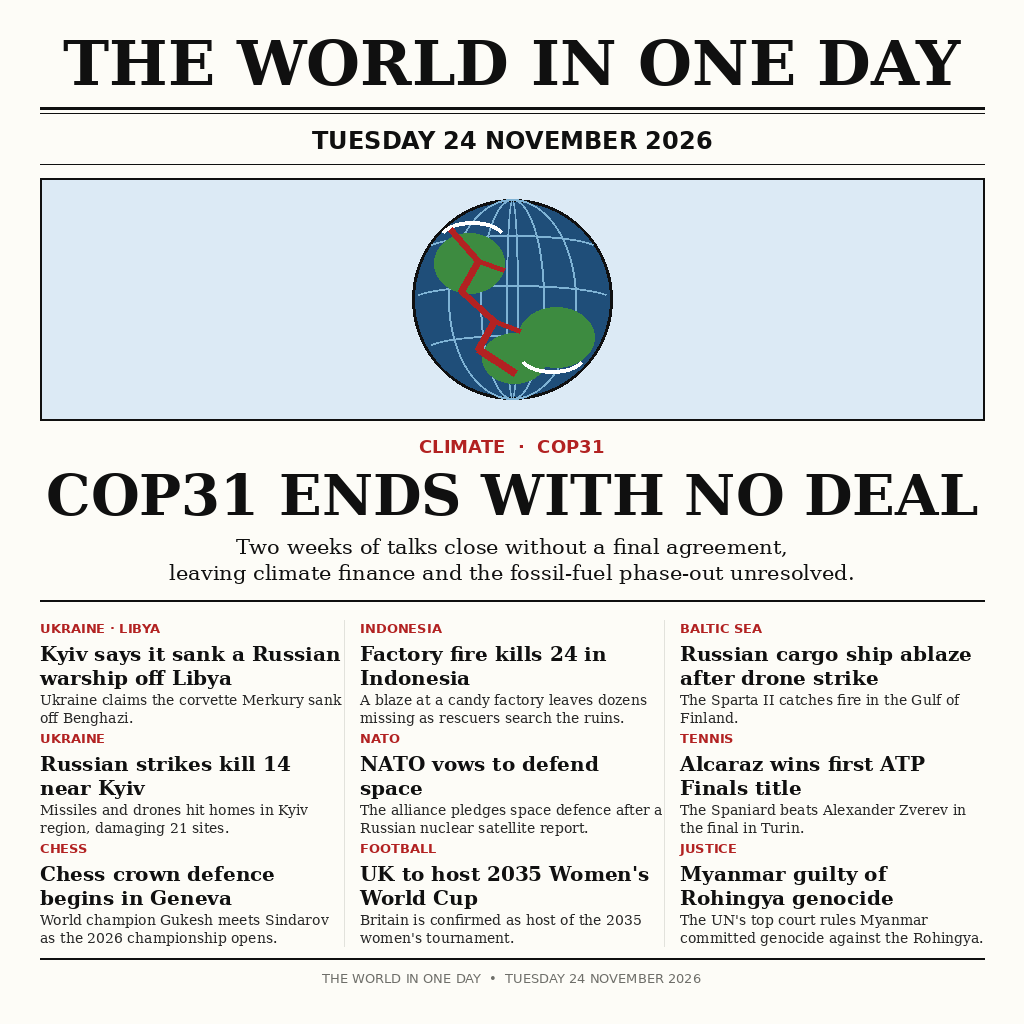 THE WORLD IN ONE DAY
TUESDAY 24 NOVEMBER 2026
CLIMATE · COP31
COP31 ENDS WITH NO DEAL
Two weeks of talks close without a final agreement,
leaving climate finance and the fossil-fuel phase-out unresolved.
UKRAINE · LIBYA
Kyiv says it sank a Russian
warship off Libya
Ukraine claims the corvette Merkury sank
off Benghazi.
UKRAINE
Russian strikes kill 14
near Kyiv
Missiles and drones hit homes in Kyiv
region, damaging 21 sites.
CHESS
Chess crown defence
begins in Geneva
World champion Gukesh meets Sindarov
as the 2026 championship opens.
INDONESIA
Factory fire kills 24 in
Indonesia
A blaze at a candy factory leaves dozens
missing as rescuers search the ruins.
NATO
NATO vows to defend
space
The alliance pledges space defence after a
Russian nuclear satellite report.
FOOTBALL
UK to host 2035 Women's
World Cup
Britain is confirmed as host of the 2035
women's tournament.
BALTIC SEA
Russian cargo ship ablaze
after drone strike
The Sparta II catches fire in the Gulf of
Finland.
TENNIS
Alcaraz wins first ATP
Finals title
The Spaniard beats Alexander Zverev in
the final in Turin.
JUSTICE
Myanmar guilty of
Rohingya genocide
The UN's top court rules Myanmar
committed genocide against the Rohingya.
THE WORLD IN ONE DAY • TUESDAY 24 NOVEMBER 2026